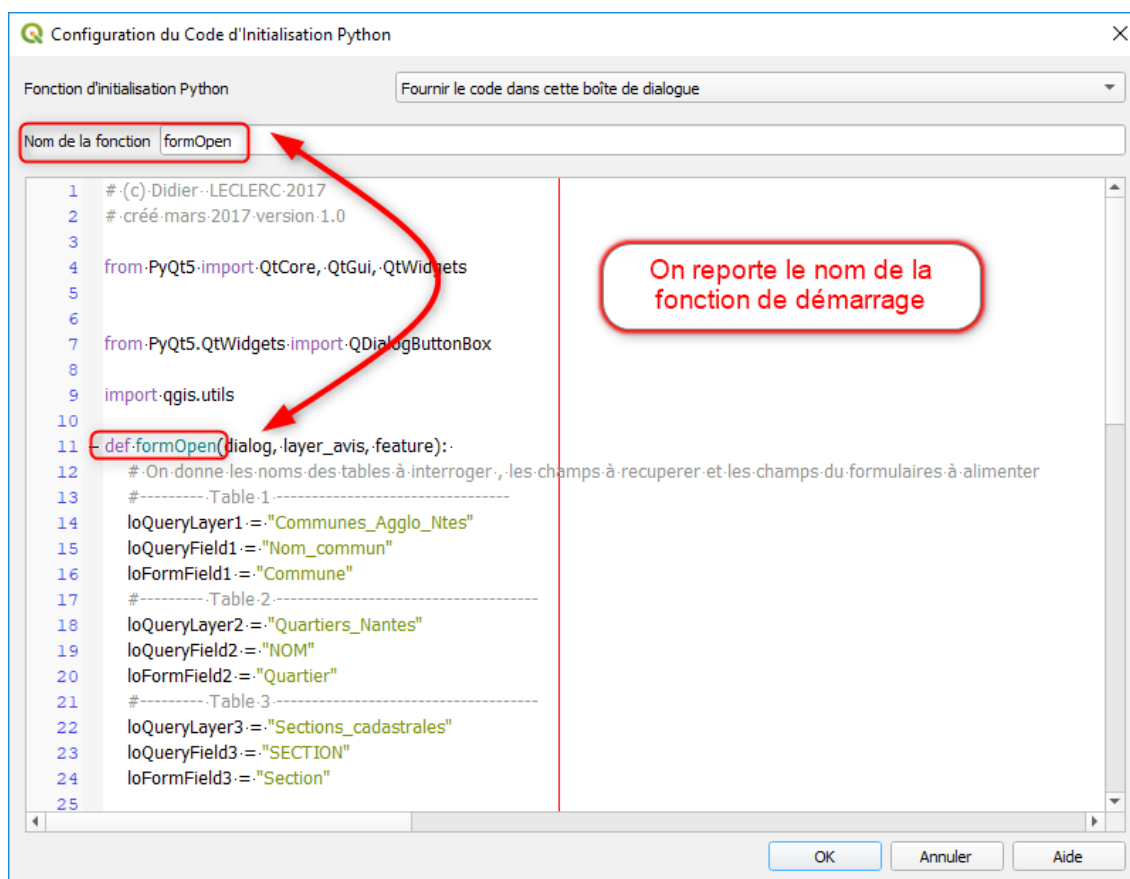 Configuration du Code d'Initialisation Python
Fonction d'initialisation Python Fournir le code dans cette boîte de dialogue
Nom de la fonction formOpen
1 # (c) Didier LECLERC 2017
2 # créé mars 2017 version 1.0
3
4 from PyQt5 import QtCore, QtGui, QtWidgets
5
6
7 from PyQt5.QtWidgets import QDialogButtonBox
8
9 import qgis.utils
10
11 def formOpen(dialog, layer_avis, feature):
12 # On donne les noms des tables à interroger , les champs à recuperer et les champs du formulaires à alimenter
13 #--------- Table 1 ---------------------------------
14 loQueryLayer1 = "Communes_Agglo_Ntes"
15 loQueryField1 = "Nom_commun"
16 loFormField1 = "Commune"
17 #--------- Table 2 -------------------------------------
18 loQueryLayer2 = "Quartiers_Nantes"
19 loQueryField2 = "NOM"
20 loFormField2 = "Quartier"
21 #--------- Table 3 -------------------------------------
22 loQueryLayer3 = "Sections_cadastrales"
23 loQueryField3 = "SECTION"
24 loFormField3 = "Section"
25
On reporte le nom de la
fonction de démarrage
OK Annuler Aide